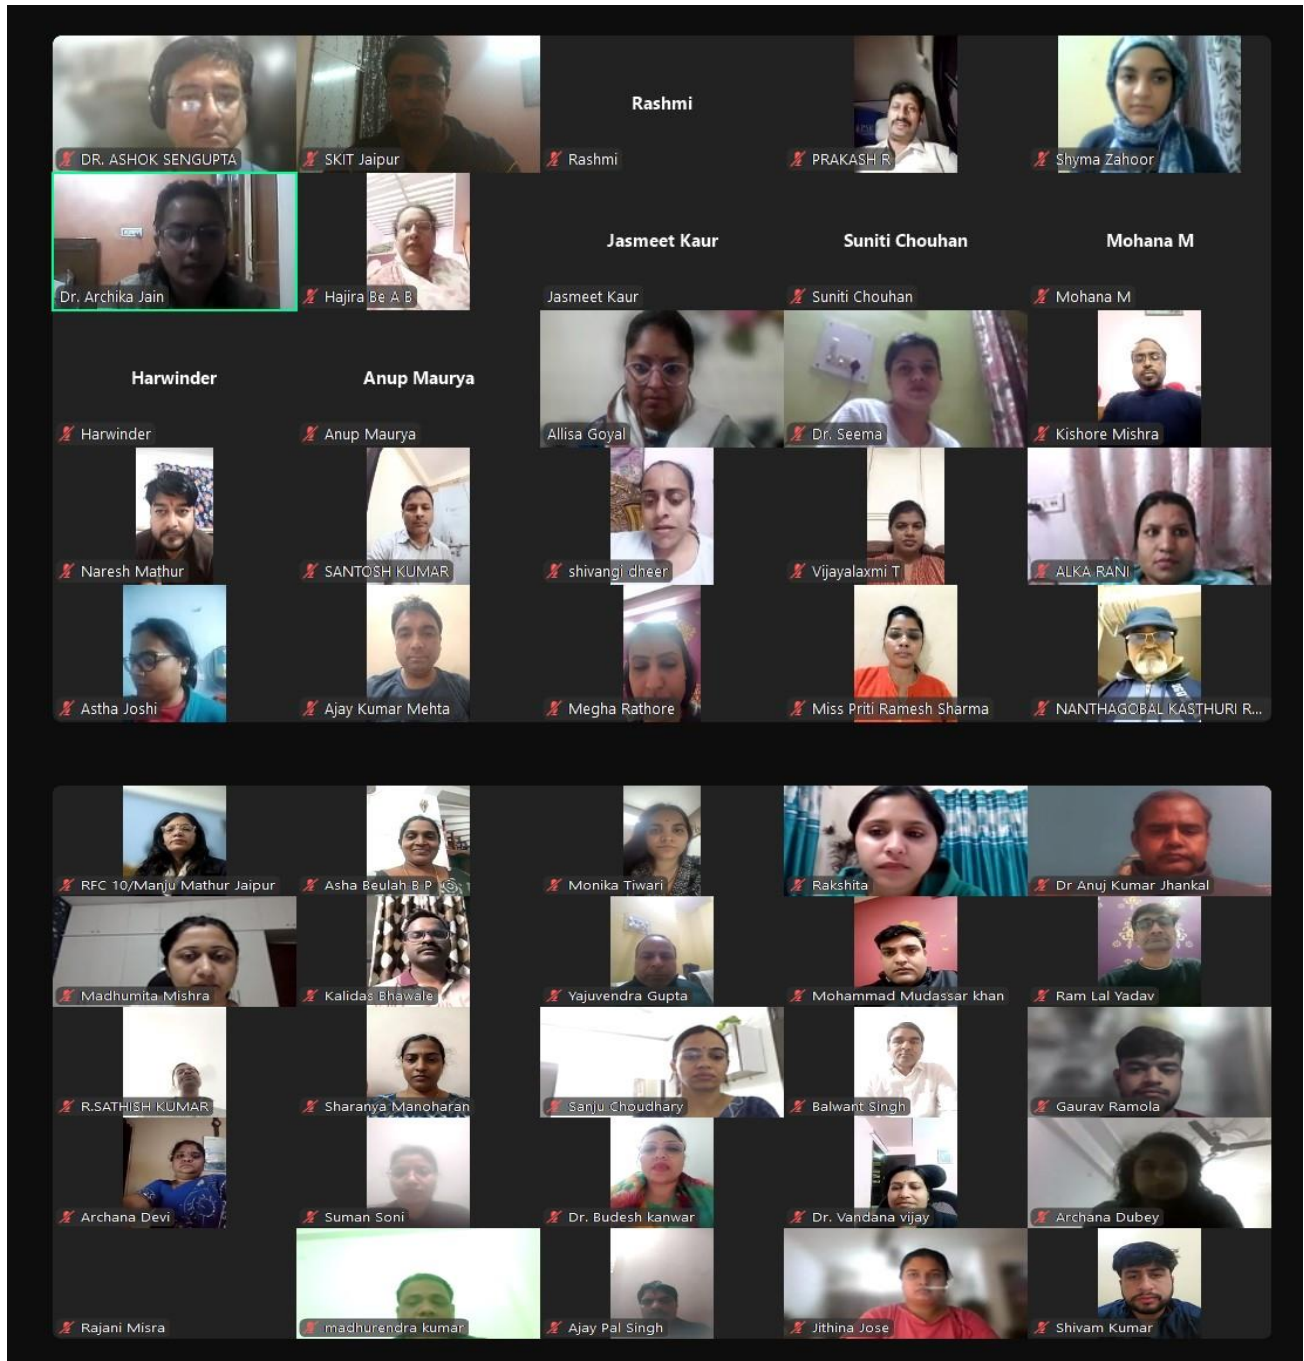 DR. ASHOK SENGUPTA
SKIT Jaipur
Rashmi
Rashmi
PRAKASH R
Shyma Zahoor
Dr. Archika Jain
Hajira Be A B
Jasmeet Kaur
Jasmeet Kaur
Suniti Chouhan
Suniti Chouhan
Mohana M
Mohana M
Harwinder
Harwinder
Anup Maurya
Anup Maurya
Allisa Goyal
Dr. Seema
Kishore Mishra
Naresh Mathur
SANTOSH KUMAR
shivangi dheer
Vijayalaxmi T
ALKA RANI
Astha Joshi
Ajay Kumar Mehta
Megha Rathore
Miss Priti Ramesh Sharma
NANTHAGOBAL KASTHURI R...
RFC 10/Manju Mathur Jaipur
Asha Beulah B P
Monika Tiwari
Rakshita
Dr Anuj Kumar Jhankal
Madhumita Mishra
Kalidas Bhawale
Yajuvendra Gupta
Mohammad Mudassar khan
Ram Lal Yadav
R.SATHISH KUMAR
Sharanya Manoharan
Sanju Choudhary
Balwant Singh
Gaurav Ramola
Archana Devi
Suman Soni
Dr. Budesh kanwar
Dr. Vandana vijay
Archana Dubey
Rajani Misra
madhurendra kumar
Ajay Pal Singh
Jithina Jose
Shivam Kumar